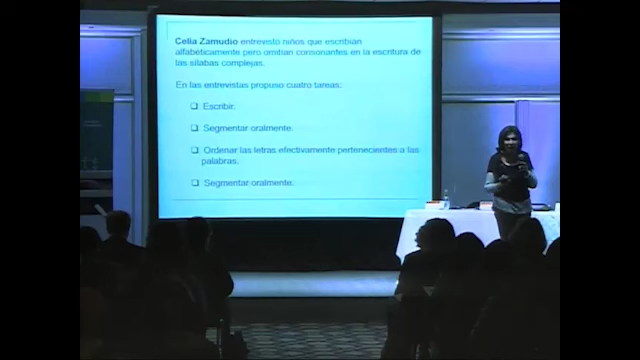 Celia Zamudio entrevistó niños que escribían
alfabéticamente pero omitían consonantes en la escritura de
las sílabas complejas.
En las entrevistas propuso cuatro tareas:
❑ Escribir.
❑ Segmentar oralmente.
❑ Ordenar las letras efectivamente pertenecientes a las
palabras.
❑ Segmentar oralmente.